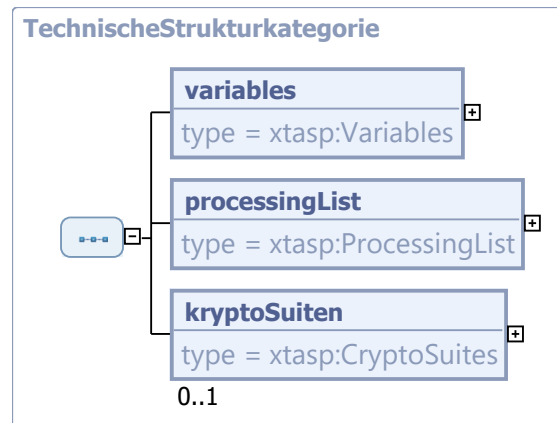 TechnischeStrukturkategorie
variables
type = xtasp:Variables
processingList
type = xtasp:ProcessingList
kryptoSuiten
type = xtasp:CryptoSuites
0..1